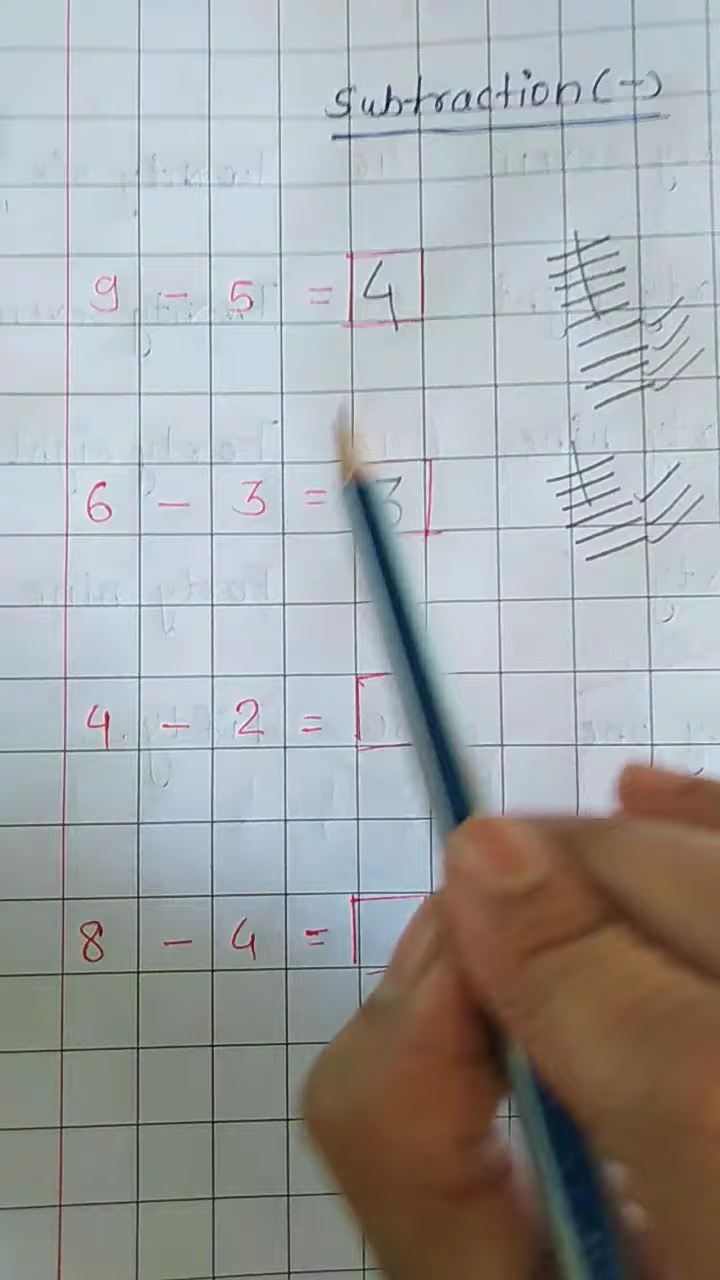 Subtraction (-)
9 - 5 = 4
6 - 3 = 3
4 - 2 =
8 - 4 =